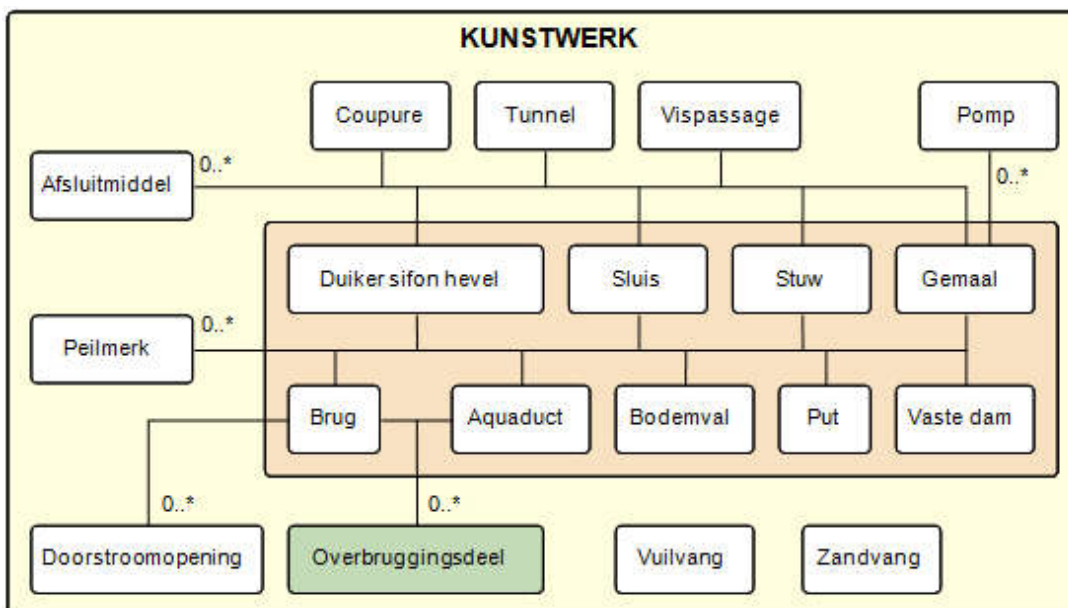 KUNSTWERK
Coupure
Tunnel
Vispassage
Pomp
0..*
Afsluitmiddel
0..*
Duiker sifon hevel
Sluis
Stuw
Gemaal
0..*
Peilmerk
Brug
Aquaduct
Bodemval
Put
Vaste dam
0..*
0..*
Doorstroomopening
Overbruggingsdeel
Vuilvang
Zandvang